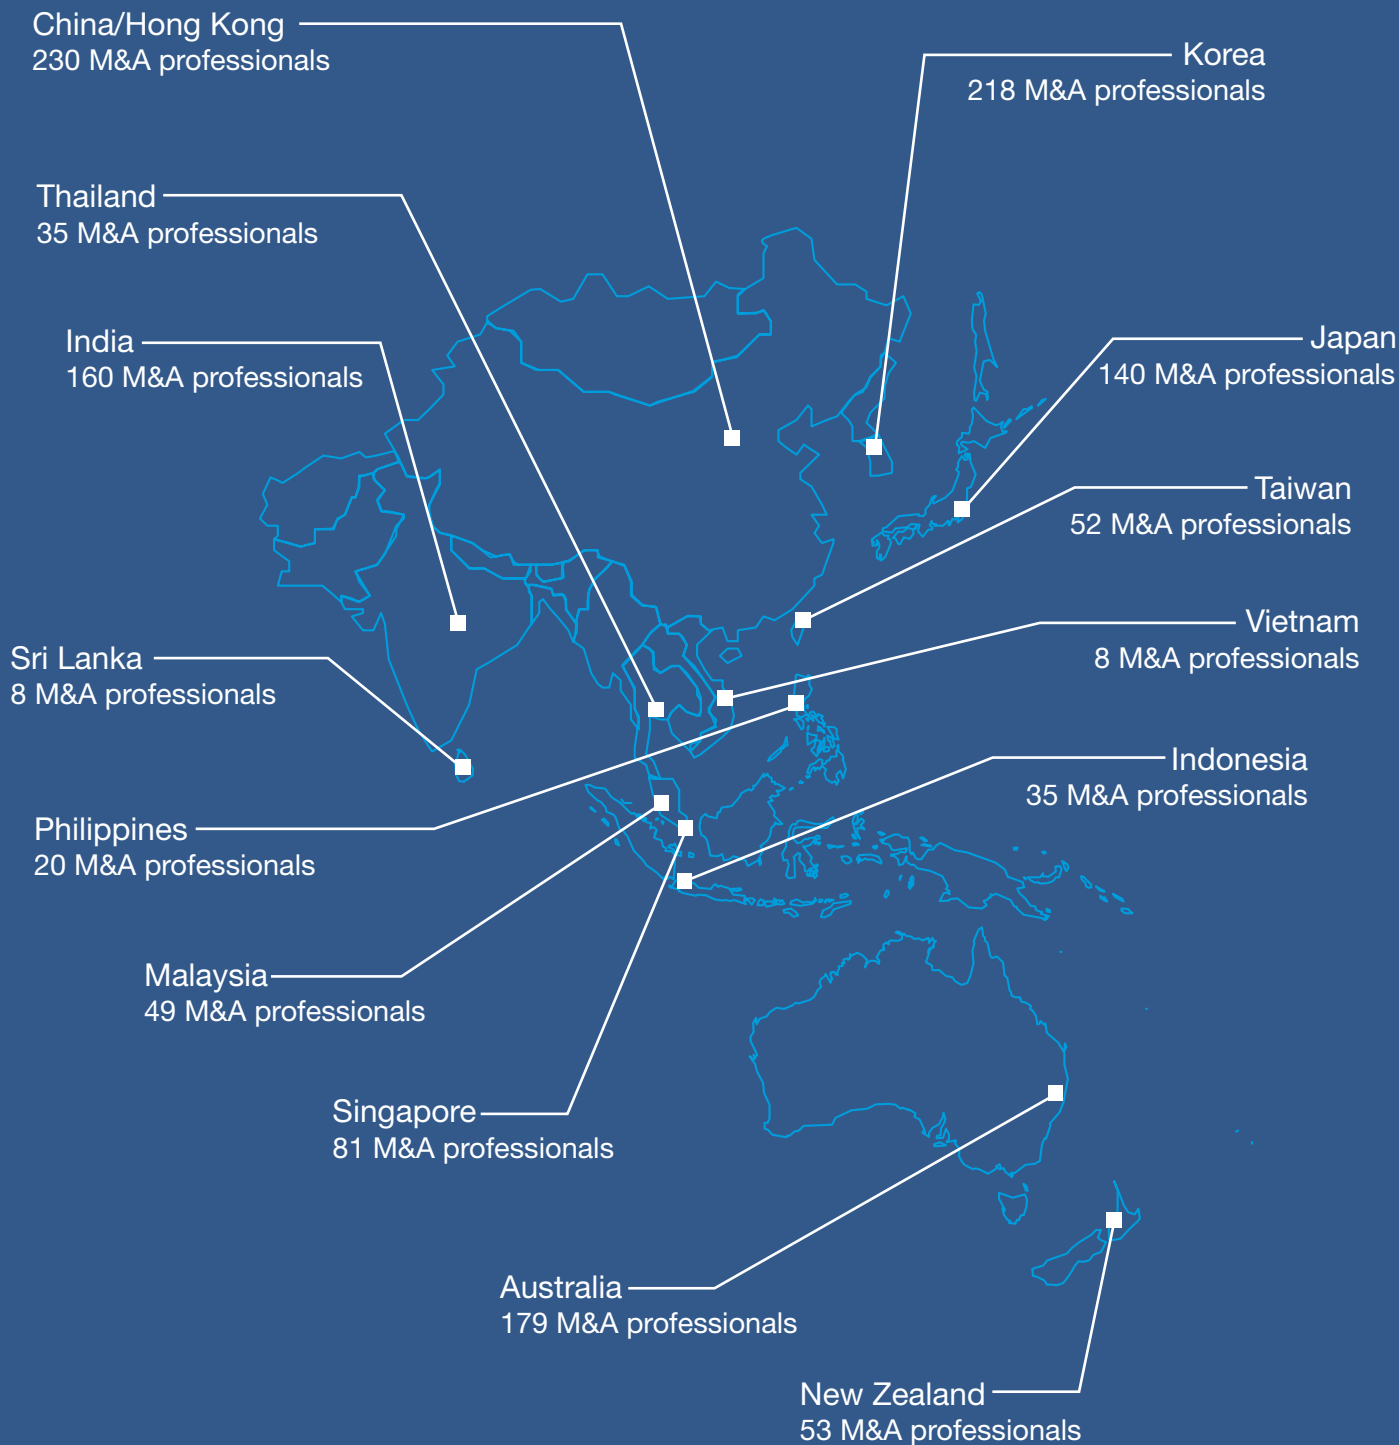 China/Hong Kong
230 M&A professionals
Korea
218 M&A professionals
Thailand
35 M&A professionals
India
160 M&A professionals
Japan
140 M&A professionals
Taiwan
52 M&A professionals
Vietnam
8 M&A professionals
Sri Lanka
8 M&A professionals
Indonesia
35 M&A professionals
Philippines
20 M&A professionals
Malaysia
49 M&A professionals
Singapore
81 M&A professionals
Australia
179 M&A professionals
New Zealand
53 M&A professionals